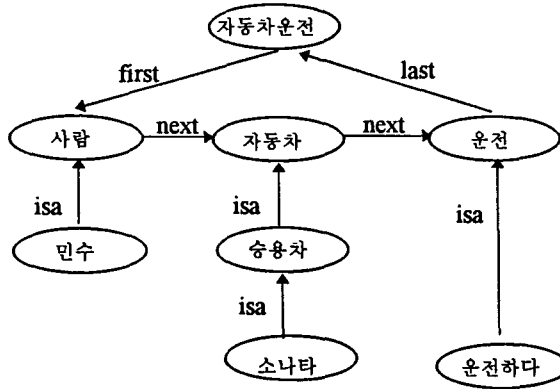 자동차운전
first
last
사람
next
자동차
next
운전
isa
isa
isa
민수
승용차
isa
소나타
운전하다